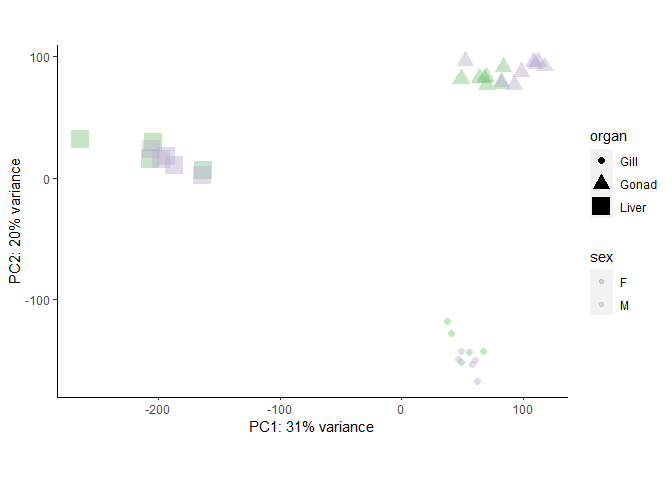 100
0
-100
PC2: 20% variance
-200
-100
0
100
PC1: 31% variance
organ
Gill
Gonad
Liver
sex
F
M